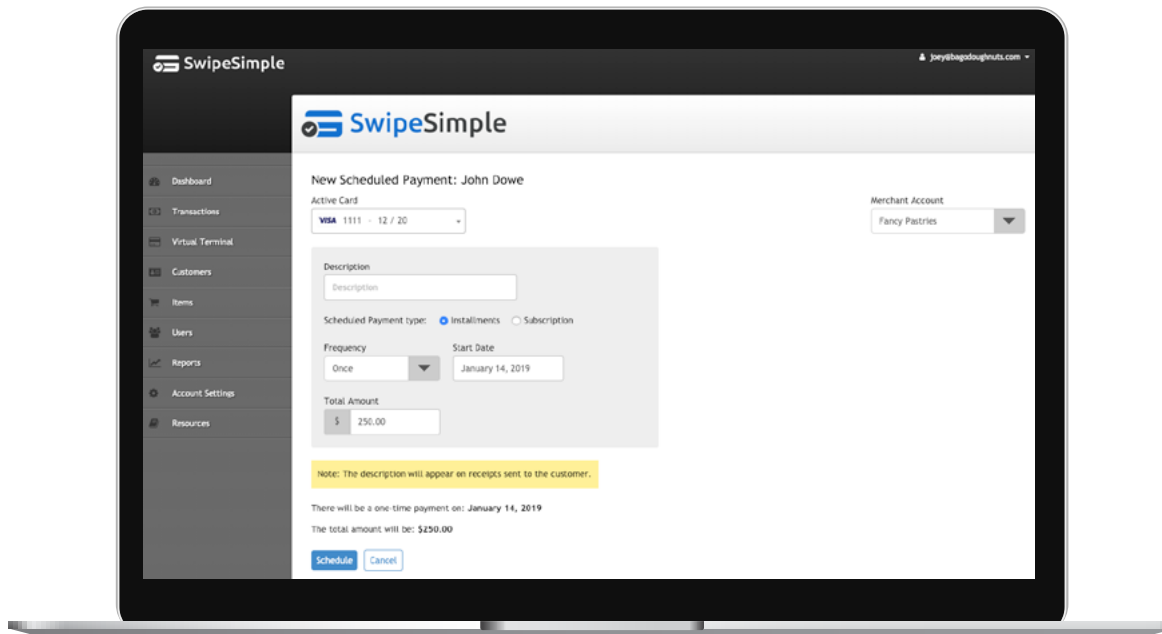 SwipeSimple
joey@bagodoughnuts.com
SwipeSimple
Dashboard
Transactions
Virtual Terminal
Customers
Items
Users
Reports
Account Settings
Resources
New Scheduled Payment: John Dowe
Active Card
VISA 1111 - 12 / 20
Merchant Account
Fancy Pastries
Description
Description
Scheduled Payment type: Installments Subscription
Frequency Start Date
Once January 14, 2019
Total Amount
$ 250.00
Note: The description will appear on receipts sent to the customer.
There will be a one-time payment on: January 14, 2019
The total amount will be: $250.00
Schedule Cancel